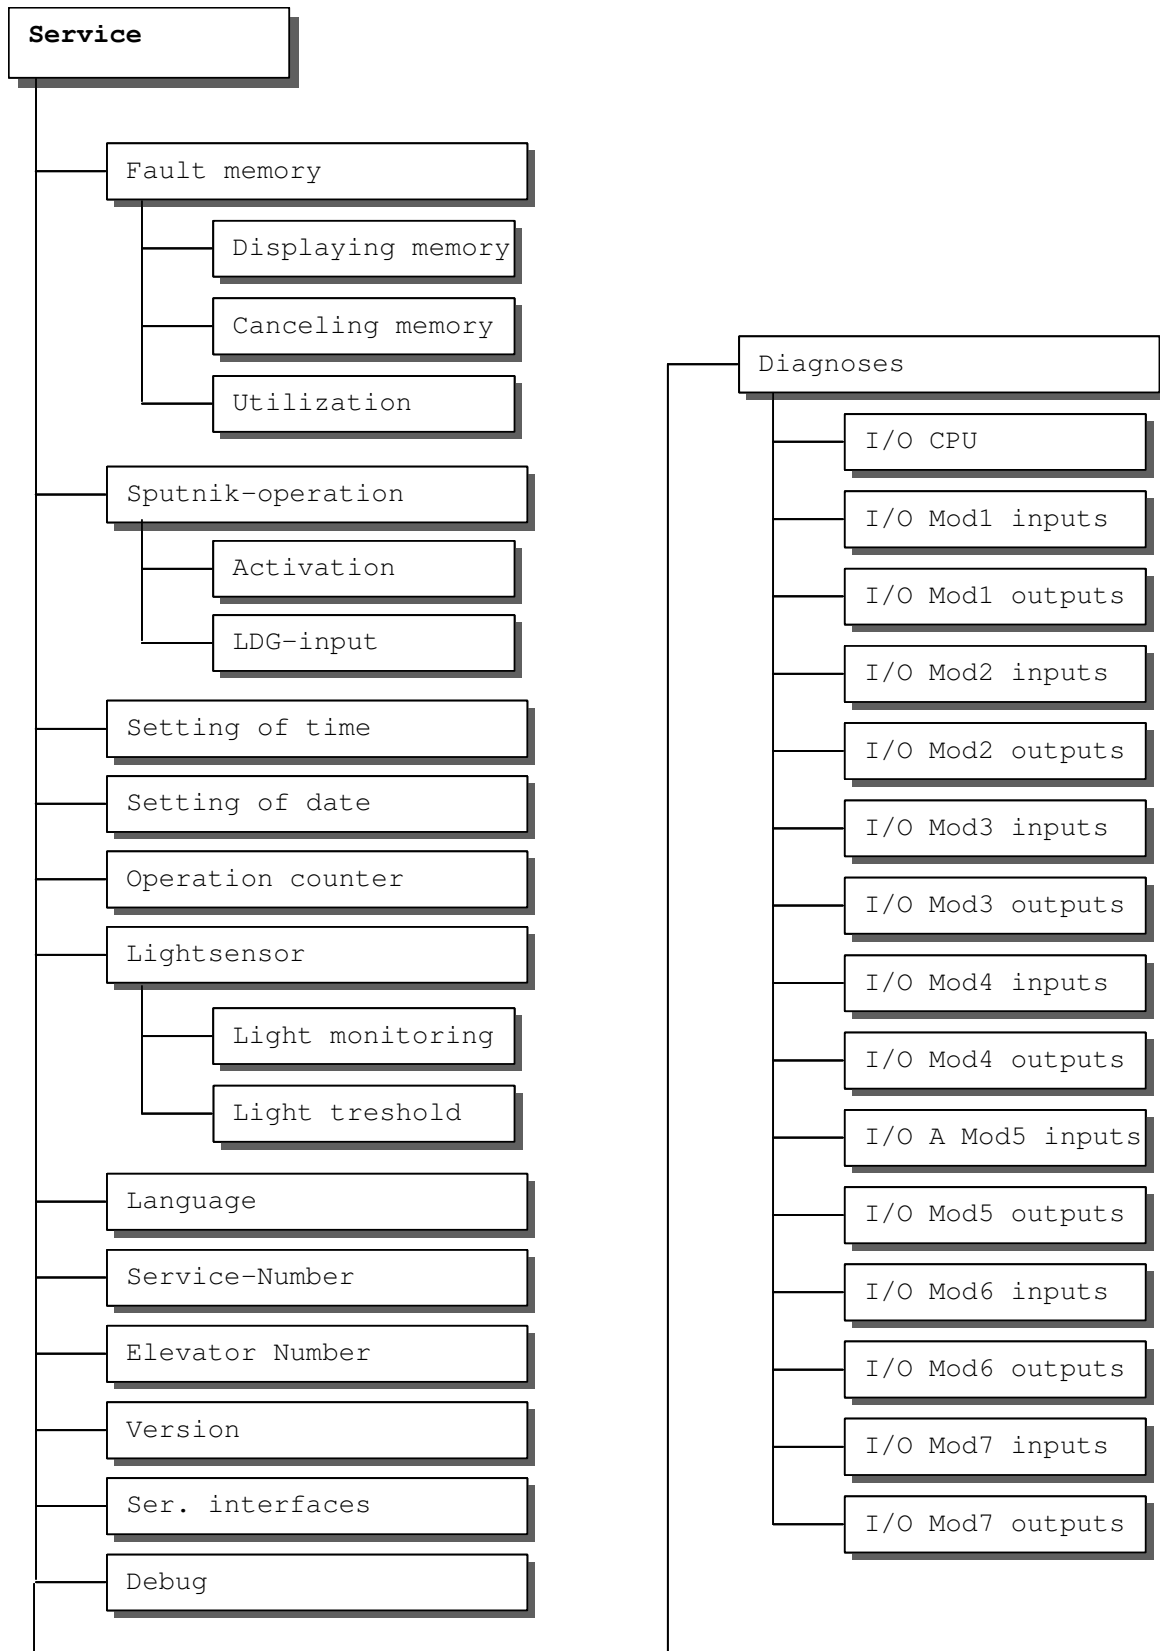 Service
Fault memory
Displaying memory
Canceling memory
Utilization
Sputnik-operation
Activation
LDG-input
Setting of time
Setting of date
Operation counter
Lightsensor
Light monitoring
Light treshold
Language
Service-Number
Elevator Number
Version
Ser. interfaces
Debug
Diagnoses
I/O CPU
I/O Mod1 inputs
I/O Mod1 outputs
I/O Mod2 inputs
I/O Mod2 outputs
I/O Mod3 inputs
I/O Mod3 outputs
I/O Mod4 inputs
I/O Mod4 outputs
I/O A Mod5 inputs
I/O Mod5 outputs
I/O Mod6 inputs
I/O Mod6 outputs
I/O Mod7 inputs
I/O Mod7 outputs